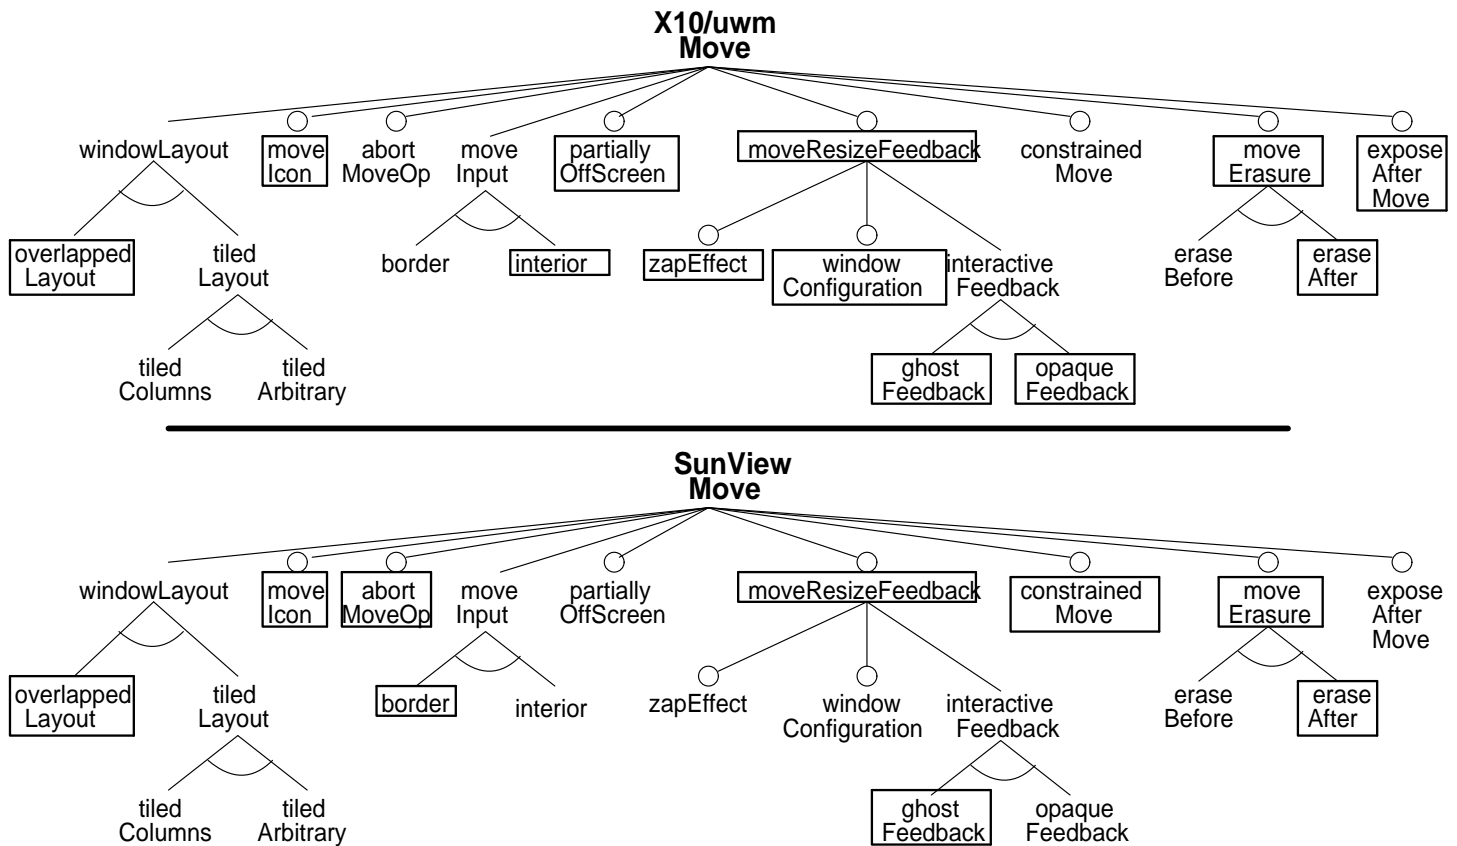 X10/uwm
Move
windowLayout
move
Icon
abort
MoveOp
move
Input
partially
OffScreen
moveResizeFeedback
constrained
Move
move
Erasure
expose
After
Move
overlapped
Layout
tiled
Layout
border
interior
zapEffect
window
Configuration
interactive
Feedback
erase
Before
erase
After
tiled
Columns
tiled
Arbitrary
ghost
Feedback
opaque
Feedback
SunView
Move
windowLayout
move
Icon
abort
MoveOp
move
Input
partially
OffScreen
moveResizeFeedback
constrained
Move
move
Erasure
expose
After
Move
overlapped
Layout
tiled
Layout
border
interior
zapEffect
window
Configuration
interactive
Feedback
erase
Before
erase
After
tiled
Columns
tiled
Arbitrary
ghost
Feedback
opaque
Feedback